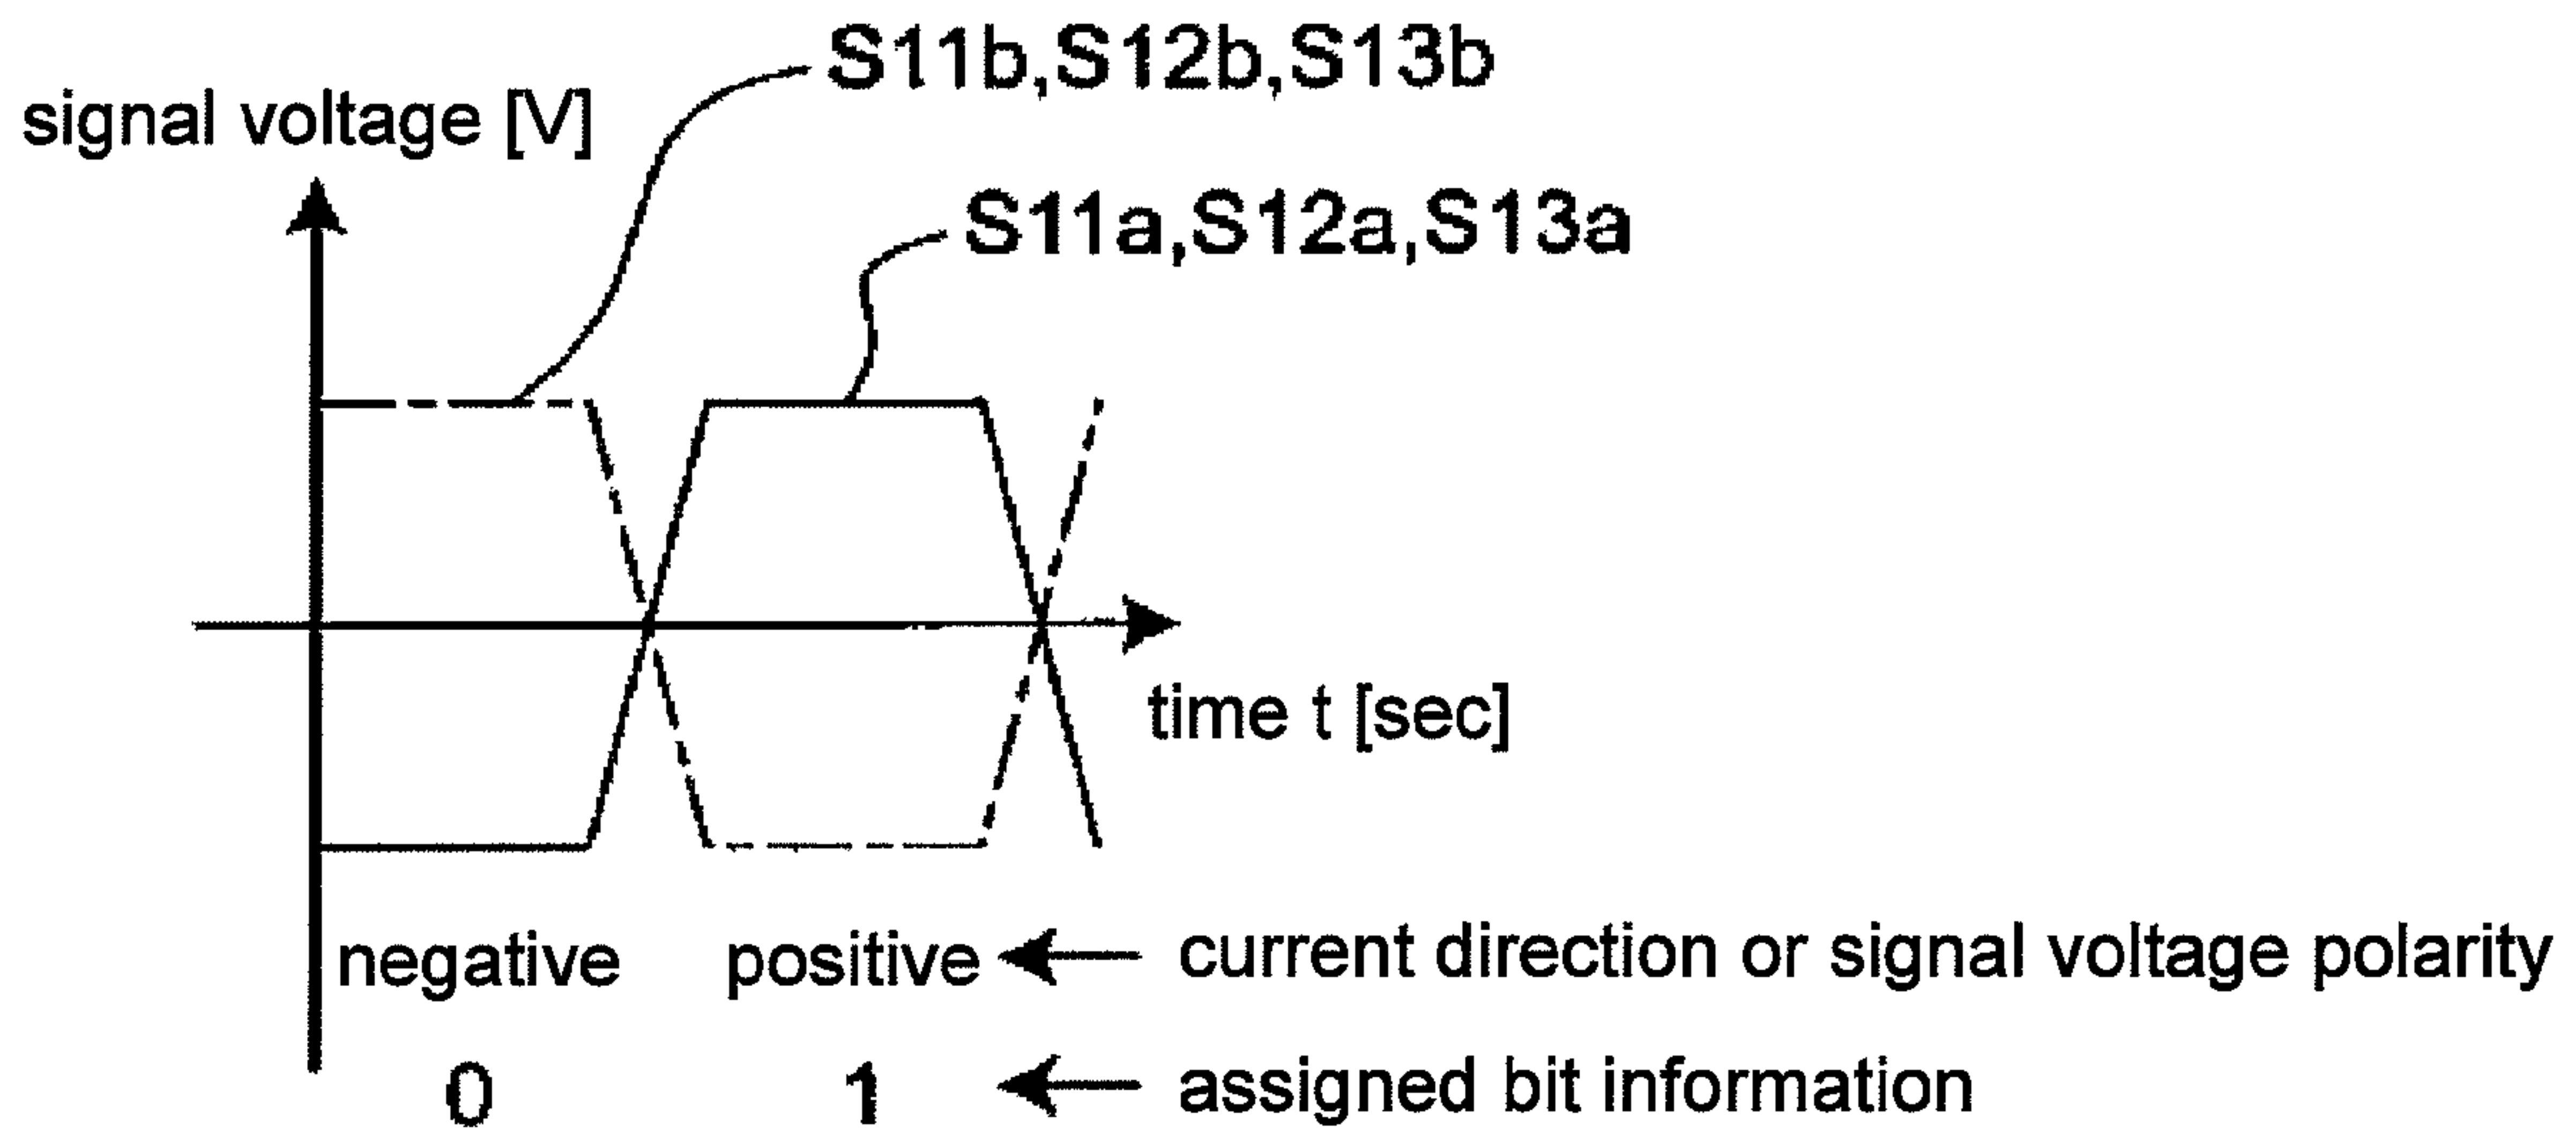 S11b,S12b,S13b
signal voltage [V]
S11a,S12a,S13a
time t [sec]
negative positive current direction or signal voltage polarity
0 1 assigned bit information